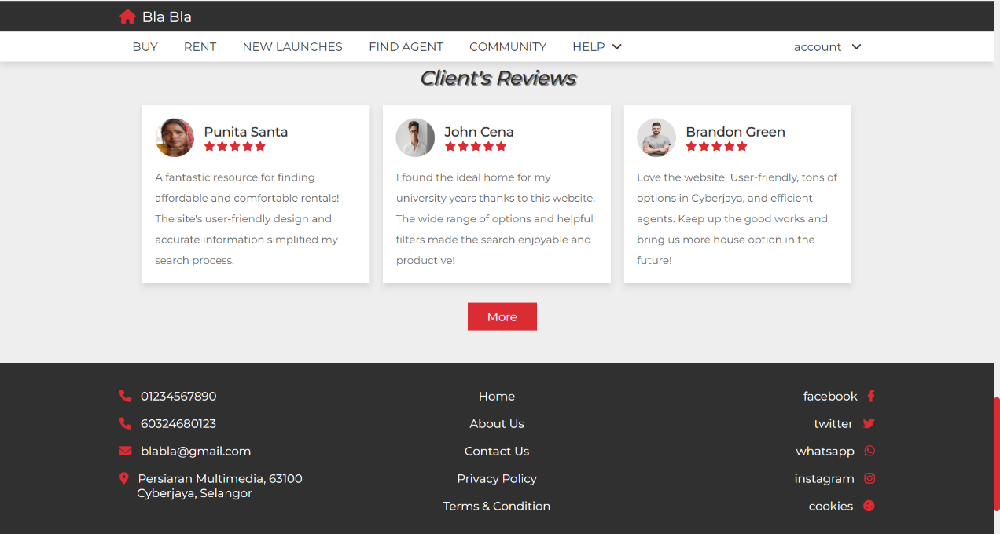 Bla Bla
BUY RENT NEW LAUNCHES FIND AGENT COMMUNITY HELP account
Client's Reviews
Punita Santa
A fantastic resource for finding
affordable and comfortable rentals!
The site's user-friendly design and
accurate information simplified my
search process.
John Cena
I found the ideal home for my
university years thanks to this website.
The wide range of options and helpful
filters made the search enjoyable and
productive!
Brandon Green
Love the website! User-friendly, tons of
options in Cyberjaya, and efficient
agents. Keep up the good works and
bring us more house option in the
future!
More
01234567890
60324680123
blabla@gmail.com
Persiaran Multimedia, 63100
Cyberjaya, Selangor
Home
About Us
Contact Us
Privacy Policy
Terms & Condition
facebook
twitter
whatsapp
instagram
cookies